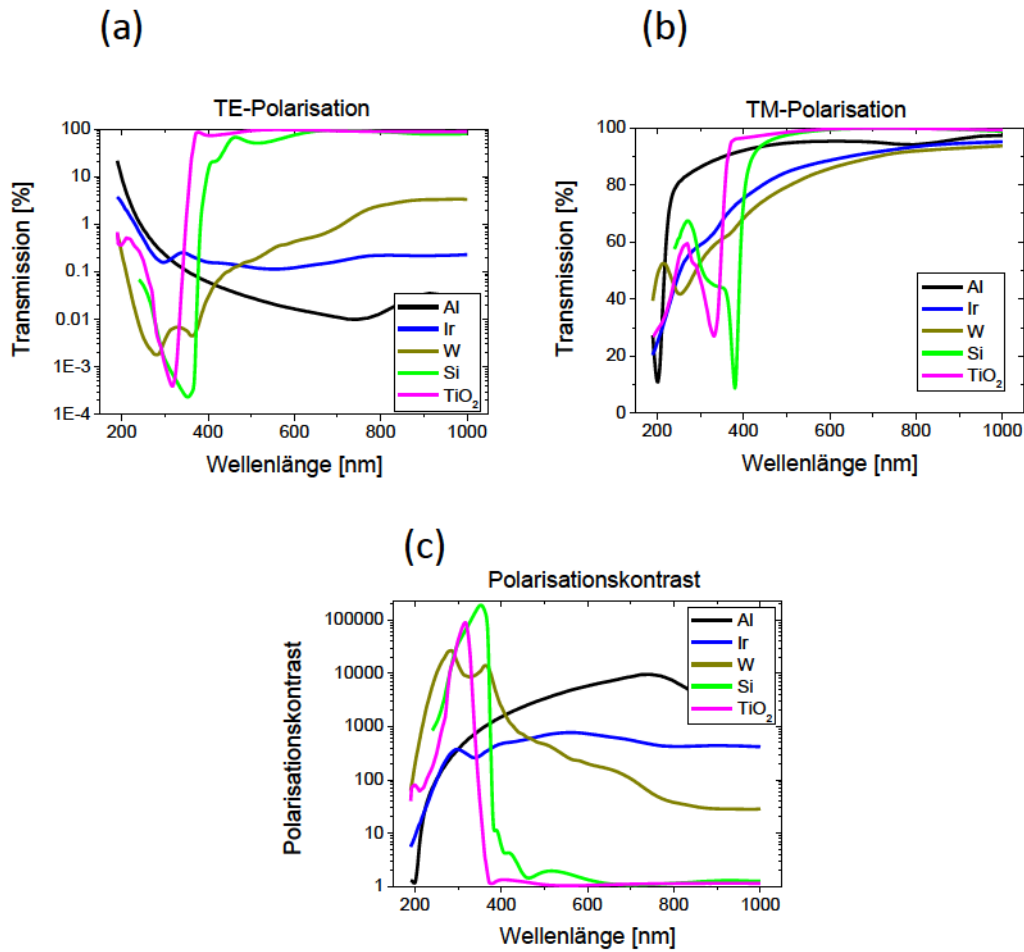 (a)
TE-Polarisation
Transmission [%]
100
10
1
0.1
0.01
1E-3
1E-4
Al
Ir
W
Si
TiO₂
200 400 600 800 1000
Wellenlänge [nm]
(b)
TM-Polarisation
Transmission [%]
100
80
60
40
20
0
Al
Ir
W
Si
TiO₂
200 400 600 800 1000
Wellenlänge [nm]
(c)
Polarisationskontrast
Polarisationskontrast
100000
10000
1000
100
10
1
Al
Ir
W
Si
TiO₂
200 400 600 800 1000
Wellenlänge [nm]